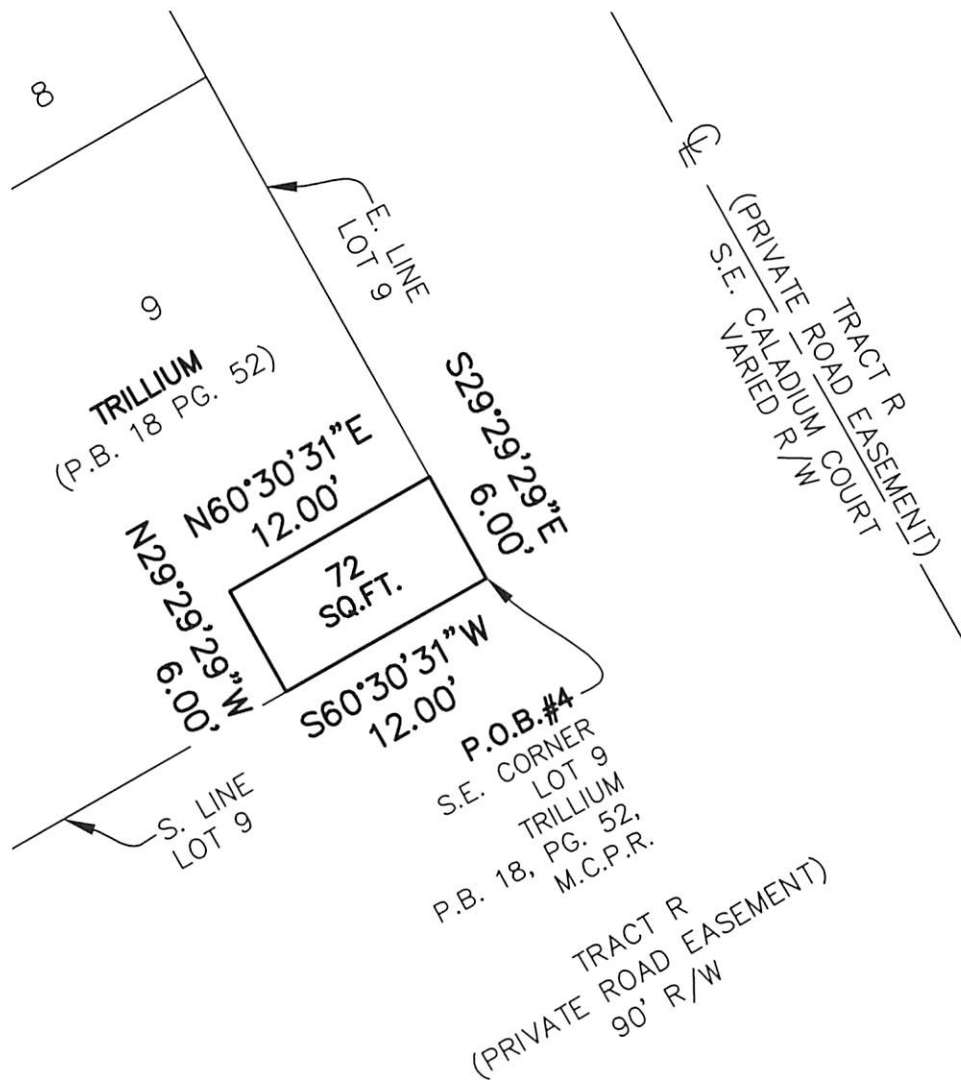 8
E. LINE
LOT 9
℄
TRACT R
(PRIVATE ROAD EASEMENT)
S.E. CALADIUM COURT
VARIED R/W
9
TRILLIUM
(P.B. 18 PG. 52)
N60°30'31"E
12.00'
S29°29'29"E
6.00'
N29°29'29"W
6.00'
72
SQ.FT.
S60°30'31"W
12.00'
P.O.B.#4
S.E. CORNER
LOT 9
TRILLIUM
P.B. 18, PG. 52,
M.C.P.R.
S. LINE
LOT 9
TRACT R
(PRIVATE ROAD EASEMENT)
90' R/W